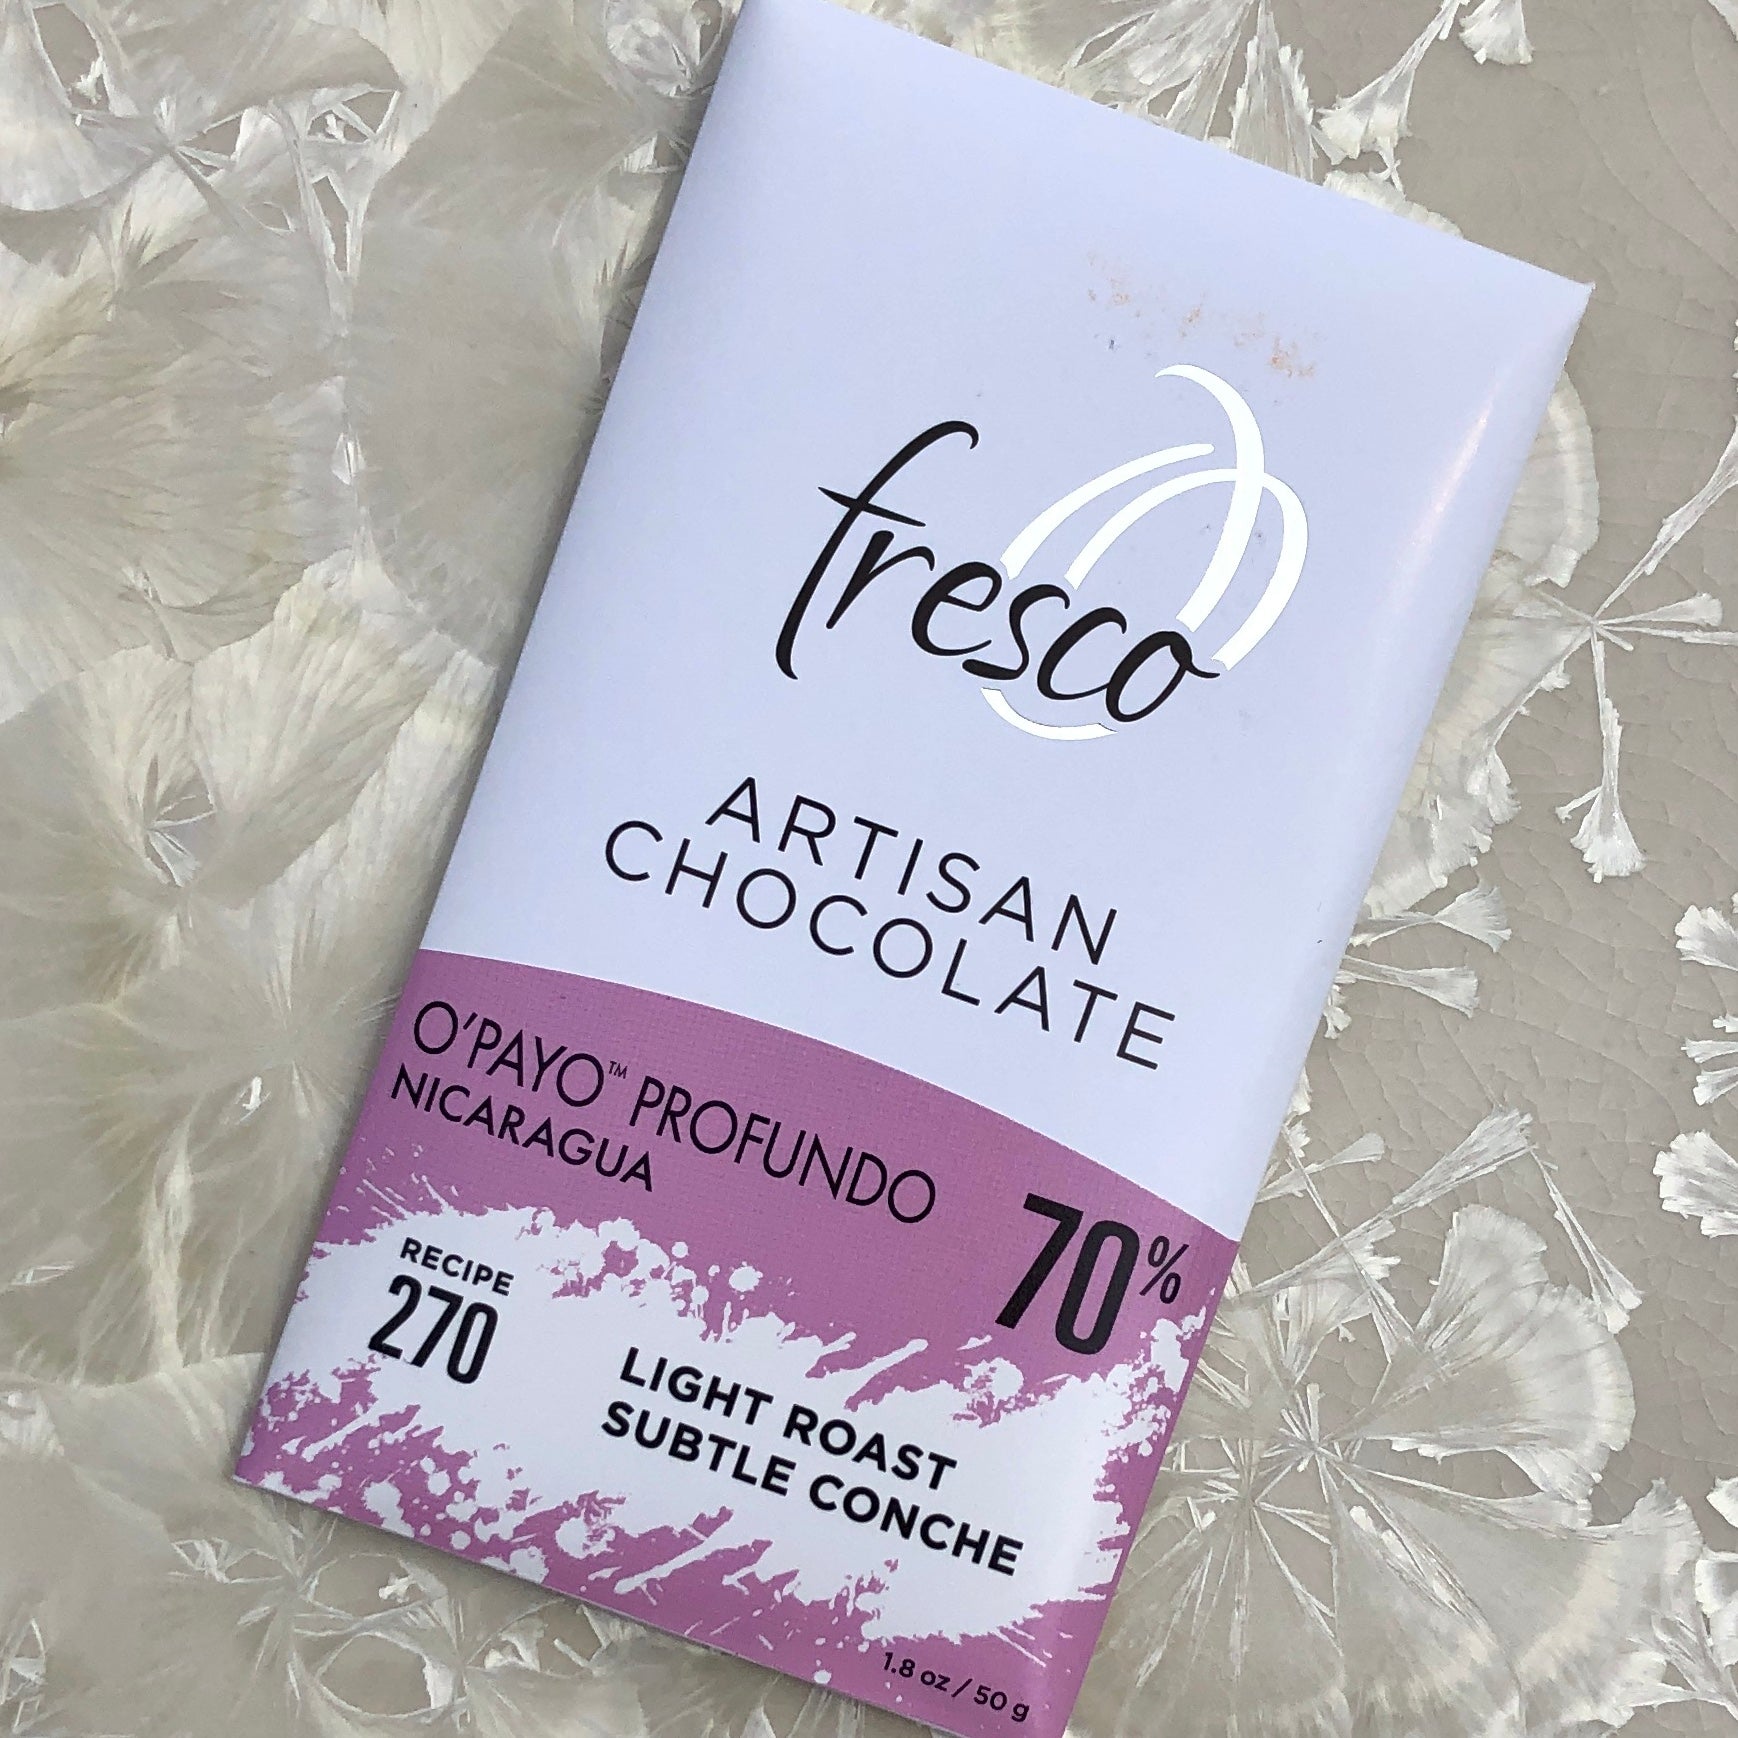 fresco
ARTISAN
CHOCOLATE
O'PAYO™ PROFUNDO
NICARAGUA
70%
RECIPE
270
LIGHT ROAST
SUBTLE CONCHE
1.8 oz / 50 g